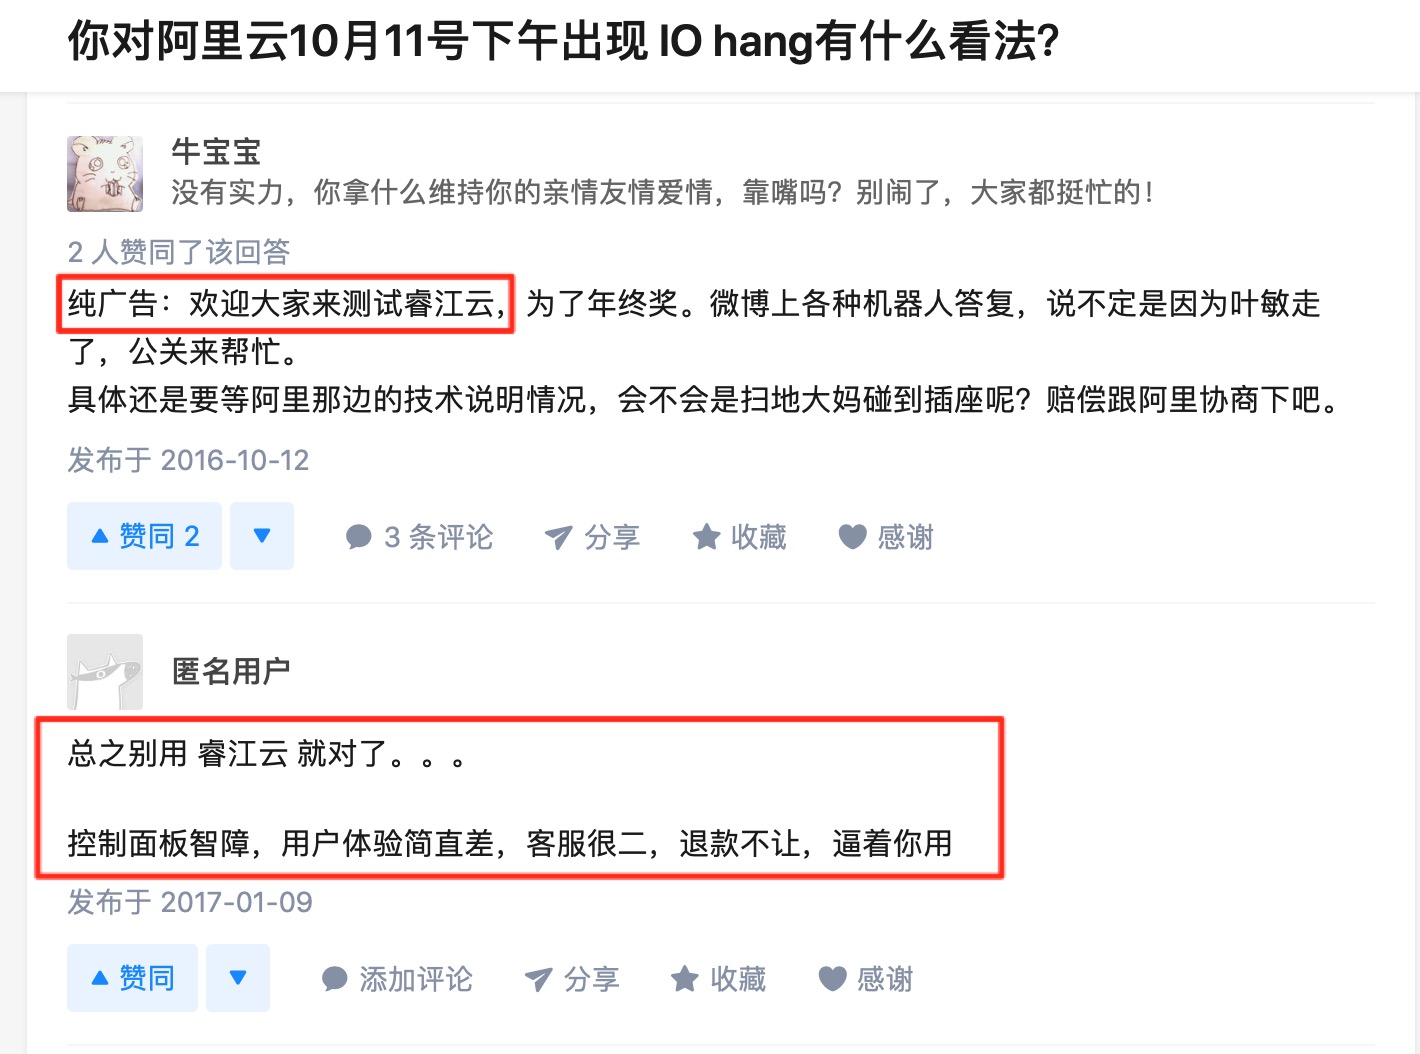 你对阿里云10月11号下午出现 IO hang有什么看法?
牛宝宝
没有实力，你拿什么维持你的亲情友情爱情，靠嘴吗？别闹了，大家都挺忙的！
2 人赞同了该回答
纯广告：欢迎大家来测试睿江云，为了年终奖。微博上各种机器人答复，说不定是因为叶敏走
了，公关来帮忙。
具体还是要等阿里那边的技术说明情况，会不会是扫地大妈碰到插座呢？赔偿跟阿里协商下吧。
发布于 2016-10-12
赞同 2 3 条评论 分享 收藏 感谢
匿名用户
总之别用 睿江云 就对了。。。
控制面板智障，用户体验简直差，客服很二，退款不让，逼着你用
发布于 2017-01-09
赞同 添加评论 分享 收藏 感谢